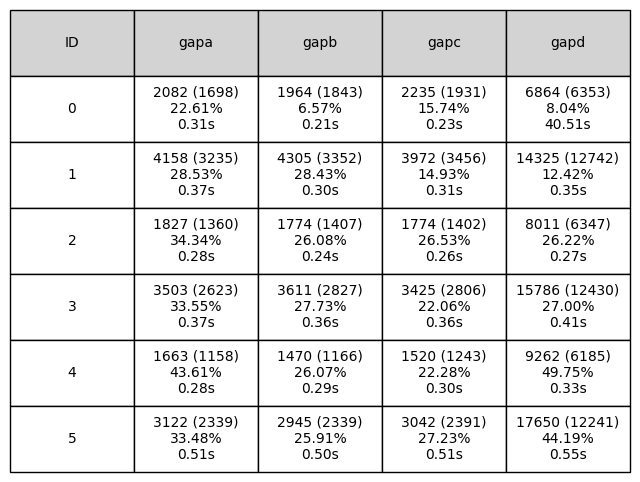 ID gapa gapb gapc gapd
2082 (1698) 1964 (1843) 2235 (1931) 6864 (6353)
0 22.61% 6.57% 15.74% 8.04%
0.31s 0.21s 0.23s 40.51s
4158 (3235) 4305 (3352) 3972 (3456) 14325 (12742)
1 28.53% 28.43% 14.93% 12.42%
0.37s 0.30s 0.31s 0.35s
1827 (1360) 1774 (1407) 1774 (1402) 8011 (6347)
2 34.34% 26.08% 26.53% 26.22%
0.28s 0.24s 0.26s 0.27s
3503 (2623) 3611 (2827) 3425 (2806) 15786 (12430)
3 33.55% 27.73% 22.06% 27.00%
0.37s 0.36s 0.36s 0.41s
1663 (1158) 1470 (1166) 1520 (1243) 9262 (6185)
4 43.61% 26.07% 22.28% 49.75%
0.28s 0.29s 0.30s 0.33s
3122 (2339) 2945 (2339) 3042 (2391) 17650 (12241)
5 33.48% 25.91% 27.23% 44.19%
0.51s 0.50s 0.51s 0.55s